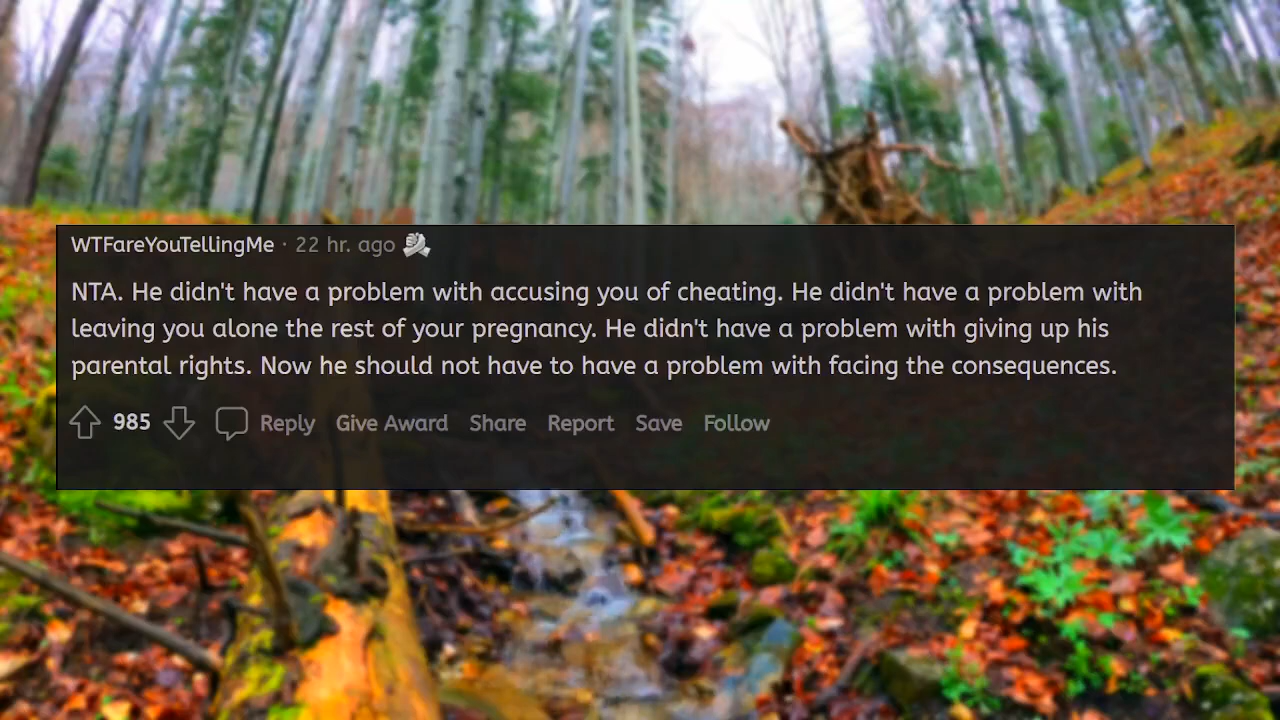 WTFareYouTellingMe · 22 hr. ago
NTA. He didn't have a problem with accusing you of cheating. He didn't have a problem with
leaving you alone the rest of your pregnancy. He didn't have a problem with giving up his
parental rights. Now he should not have to have a problem with facing the consequences.
985 Reply Give Award Share Report Save Follow